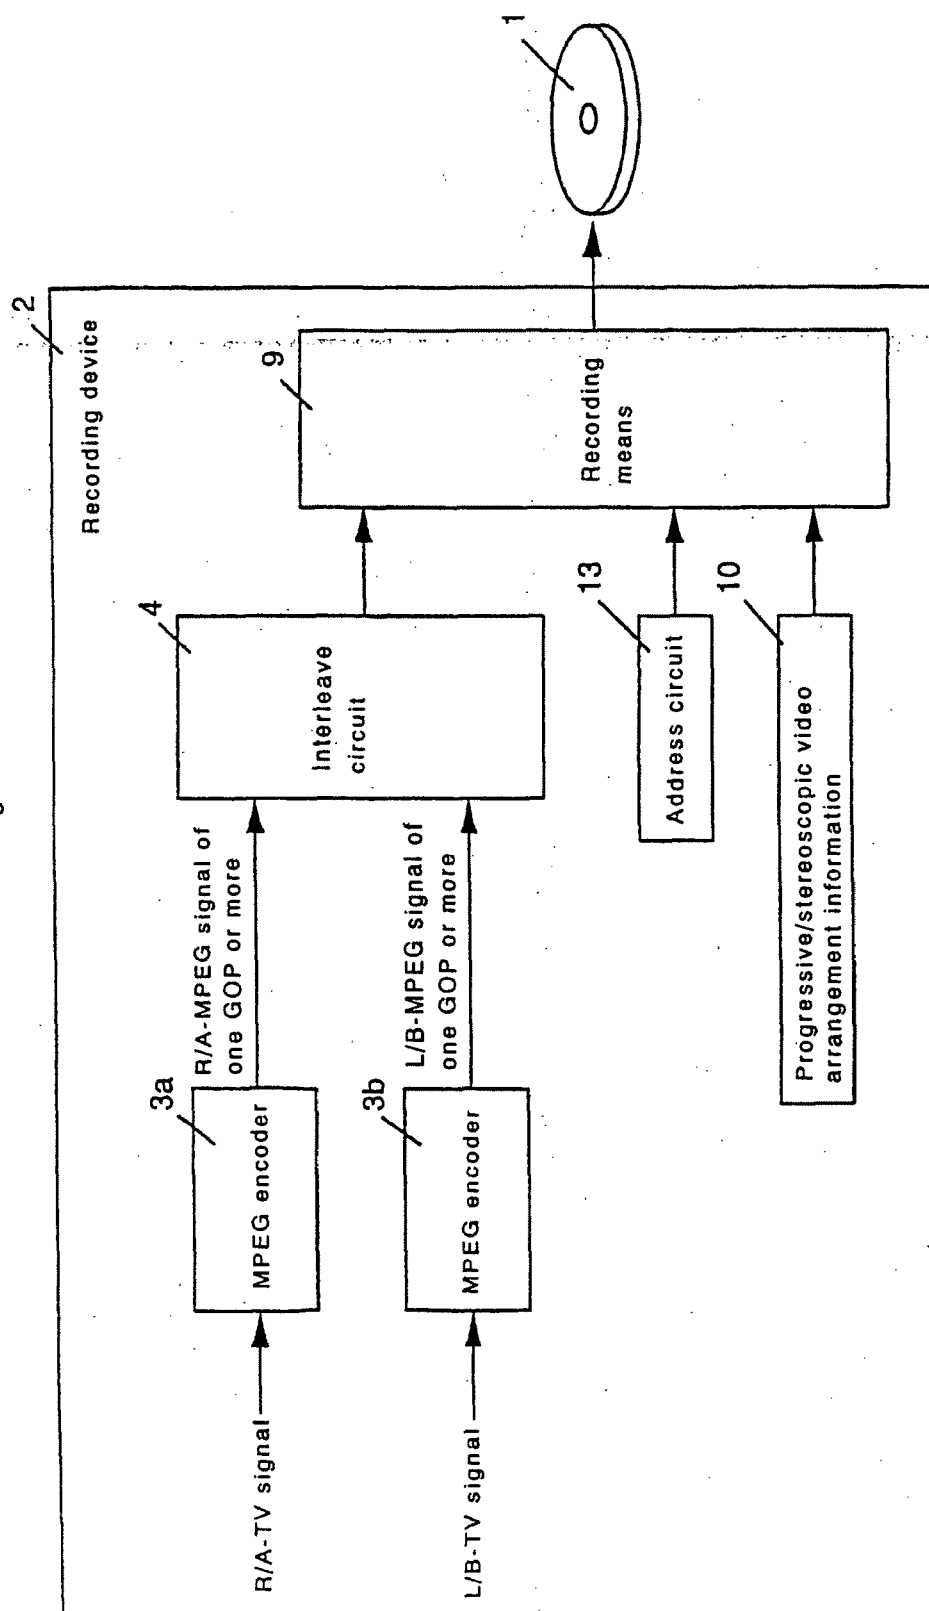 2
Recording device
1
R/A-TV signal
3a
MPEG encoder
R/A-MPEG signal of
one GOP or more
4
Interleave
circuit
9
Recording
means
L/B-TV signal
3b
MPEG encoder
L/B-MPEG signal of
one GOP or more
13
Address circuit
10
Progressive/stereoscopic video
arrangement information